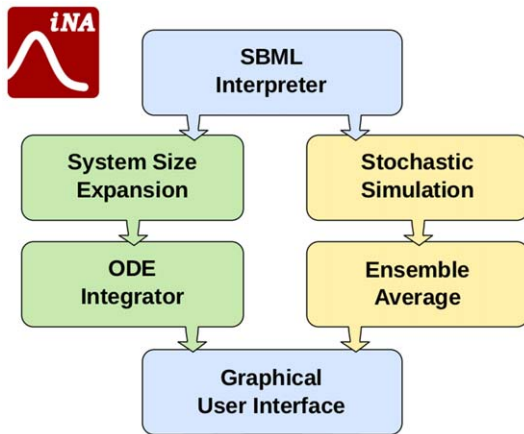 iNA
SBML
Interpreter
System Size
Expansion
Stochastic
Simulation
ODE
Integrator
Ensemble
Average
Graphical
User Interface